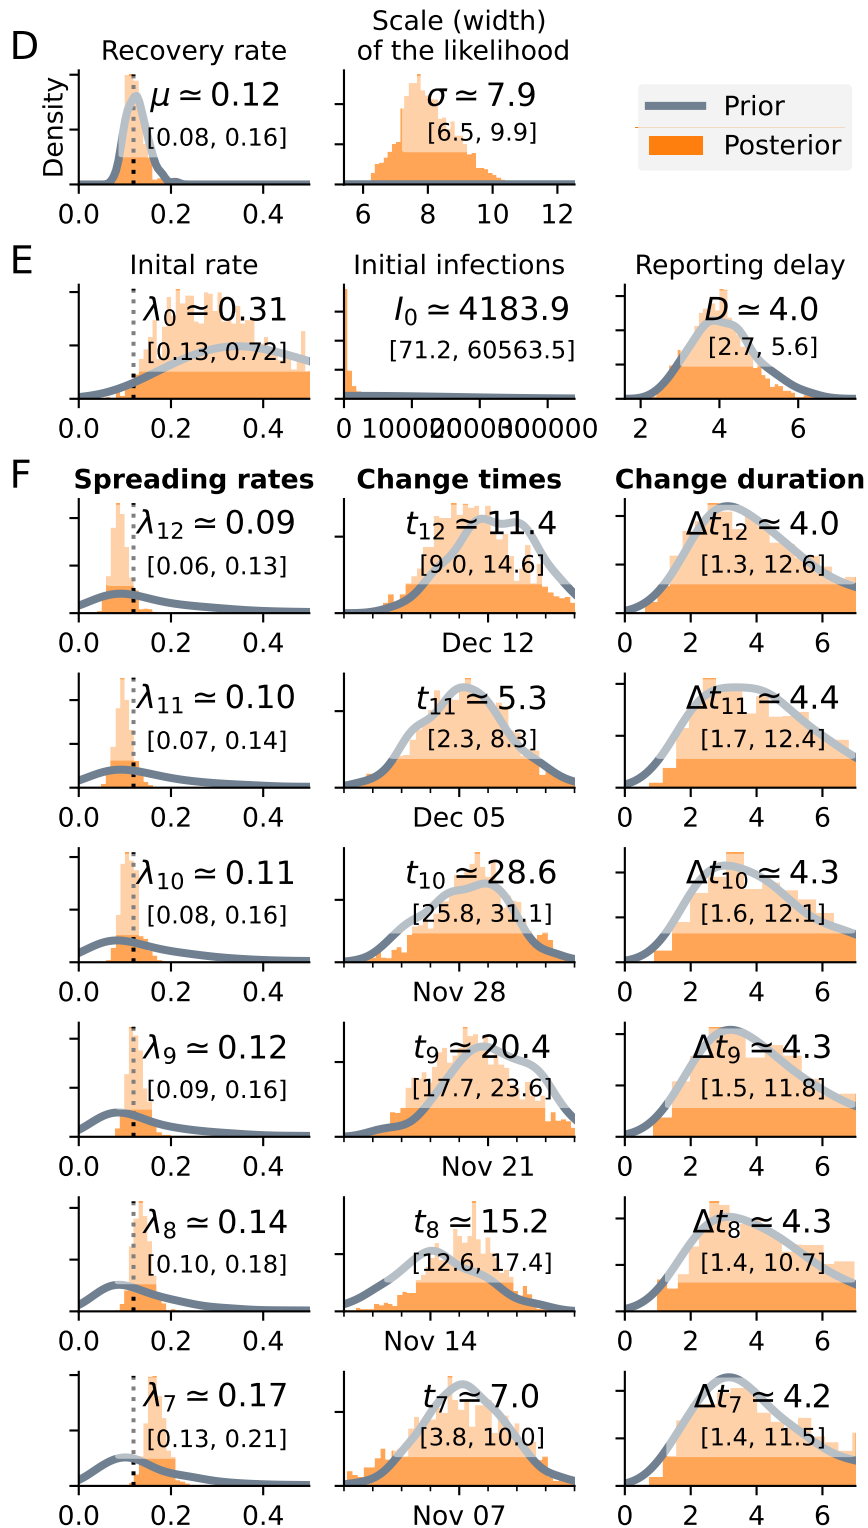 D
Recovery rate
Scale (width)
of the likelihood
Density
μ ≃ 0.12
[0.08, 0.16]
σ ≃ 7.9
[6.5, 9.9]
Prior
Posterior
0.0 0.2 0.4
6 8 10 12
E
Inital rate
Initial infections
Reporting delay
λ0 ≃ 0.31
[0.13, 0.72]
I0 ≃ 4183.9
[71.2, 60563.5]
D ≃ 4.0
[2.7, 5.6]
0.0 0.2 0.4
0 100000 200000 300000
2 4 6
F
Spreading rates
Change times
Change duration
λ12 ≃ 0.09
[0.06, 0.13]
t12 ≃ 11.4
[9.0, 14.6]
Δt12 ≃ 4.0
[1.3, 12.6]
0.0 0.2 0.4
Dec 12
0 2 4 6
λ11 ≃ 0.10
[0.07, 0.14]
t11 ≃ 5.3
[2.3, 8.3]
Δt11 ≃ 4.4
[1.7, 12.4]
0.0 0.2 0.4
Dec 05
0 2 4 6
λ10 ≃ 0.11
[0.08, 0.16]
t10 ≃ 28.6
[25.8, 31.1]
Δt10 ≃ 4.3
[1.6, 12.1]
0.0 0.2 0.4
Nov 28
0 2 4 6
λ9 ≃ 0.12
[0.09, 0.16]
t9 ≃ 20.4
[17.7, 23.6]
Δt9 ≃ 4.3
[1.5, 11.8]
0.0 0.2 0.4
Nov 21
0 2 4 6
λ8 ≃ 0.14
[0.10, 0.18]
t8 ≃ 15.2
[12.6, 17.4]
Δt8 ≃ 4.3
[1.4, 10.7]
0.0 0.2 0.4
Nov 14
0 2 4 6
λ7 ≃ 0.17
[0.13, 0.21]
t7 ≃ 7.0
[3.8, 10.0]
Δt7 ≃ 4.2
[1.4, 11.5]
0.0 0.2 0.4
Nov 07
0 2 4 6